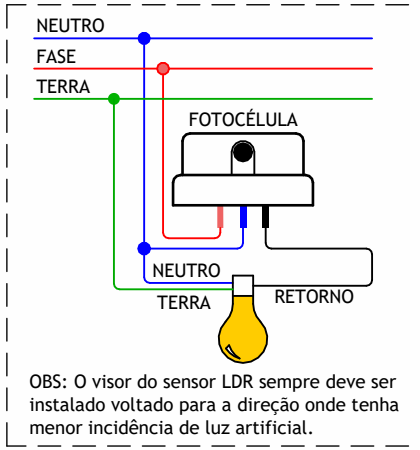 NEUTRO
FASE
TERRA
FOTOCÉLULA
NEUTRO
TERRA
RETORNO
OBS: O visor do sensor LDR sempre deve ser
instalado voltado para a direção onde tenha
menor incidência de luz artificial.